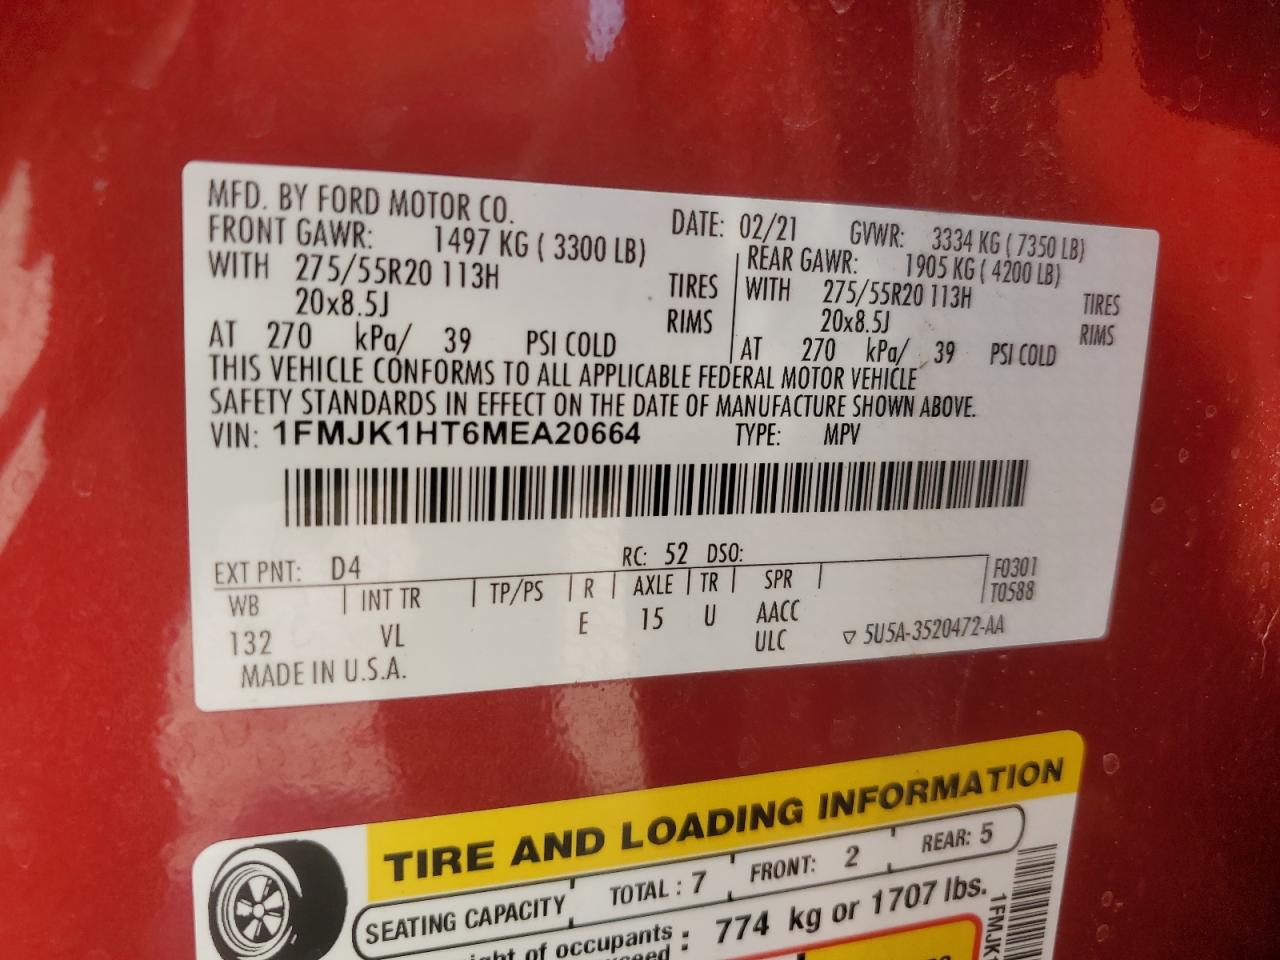 MFD. BY FORD MOTOR CO.
DATE: 02/21 GVWR: 3334 KG ( 7350 LB)
FRONT GAWR: 1497 KG ( 3300 LB)
WITH 275/55R20 113H TIRES
20x8.5J RIMS
AT 270 kPa/ 39 PSI COLD
REAR GAWR: 1905 KG ( 4200 LB)
WITH 275/55R20 113H TIRES
20x8.5J RIMS
AT 270 kPa/ 39 PSI COLD
THIS VEHICLE CONFORMS TO ALL APPLICABLE FEDERAL MOTOR VEHICLE
SAFETY STANDARDS IN EFFECT ON THE DATE OF MANUFACTURE SHOWN ABOVE.
VIN: 1FMJK1HT6MEA20664 TYPE: MPV
EXT PNT: D4 RC: 52 DSO:
WB INT TR TP/PS R AXLE TR SPR F0301
T0588
132 VL E 15 U AACC
ULC ▽ 5U5A-3520472-AA
MADE IN U.S.A.
TIRE AND LOADING INFORMATION
SEATING CAPACITY TOTAL : 7 FRONT: 2 REAR: 5
of occupants : 774 kg or 1707 lbs.
1FMJK